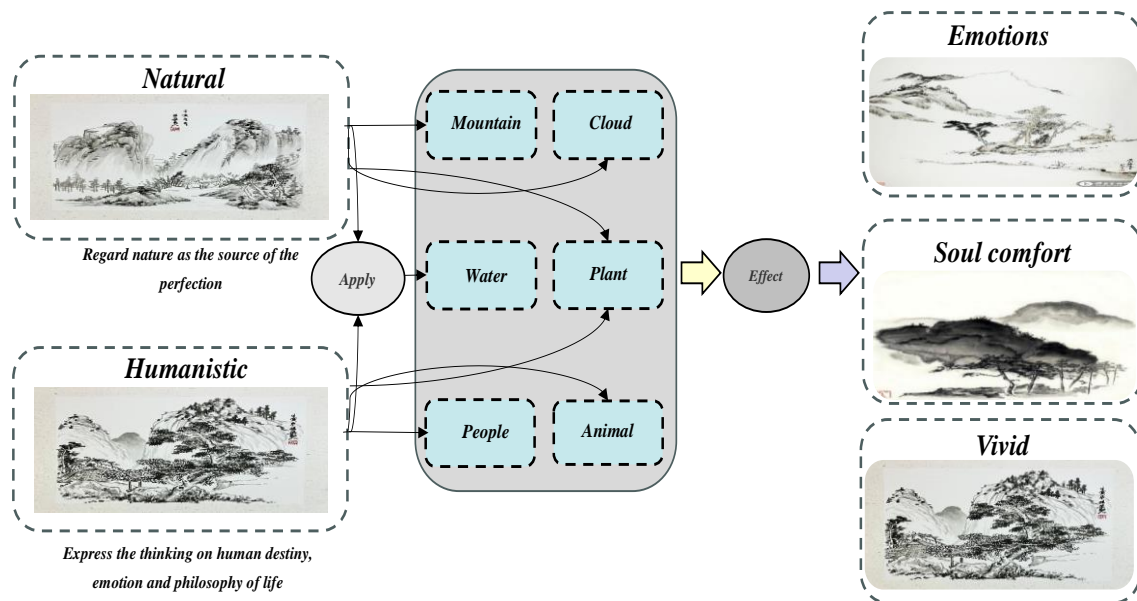 Natural
Regard nature as the source of the
perfection
Humanistic
Express the thinking on human destiny,
emotion and philosophy of life
Apply
Mountain
Cloud
Water
Plant
People
Animal
Effect
Emotions
Soul comfort
Vivid